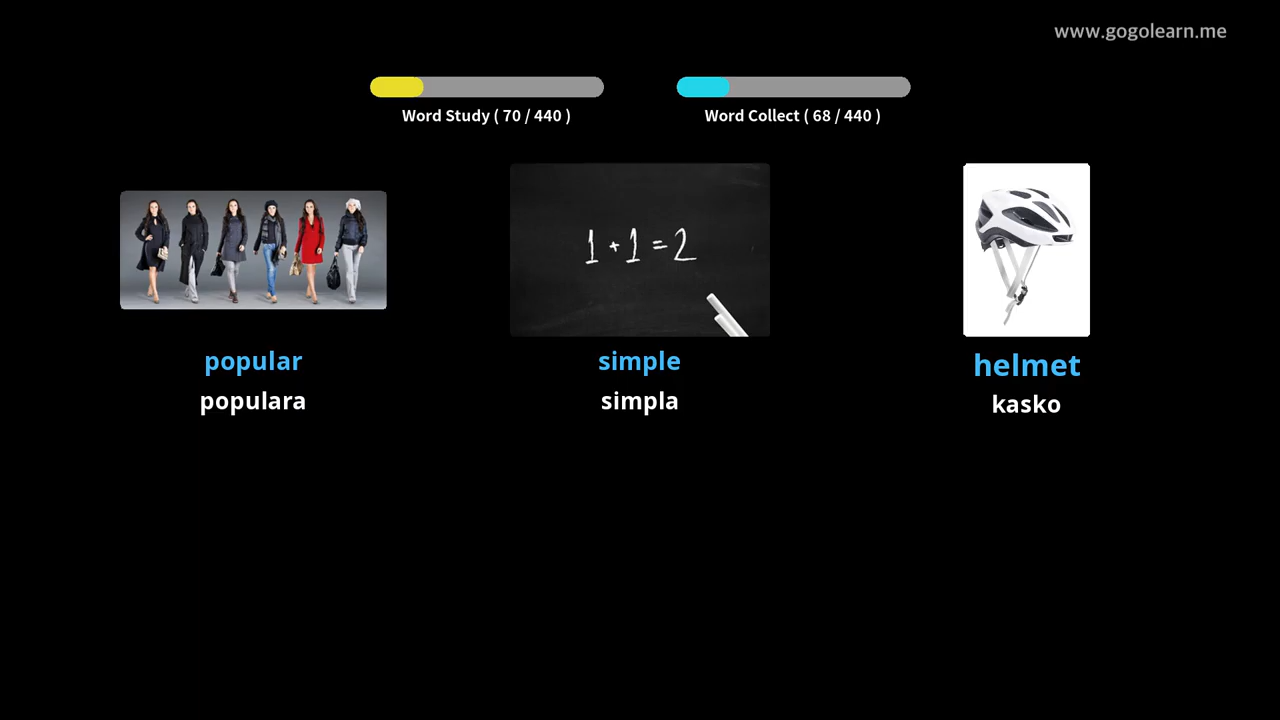 www.gogolearn.me
Word Study ( 70 / 440 )
Word Collect ( 68 / 440 )
1 + 1 = 2
popular
populara
simple
simpla
helmet
kasko